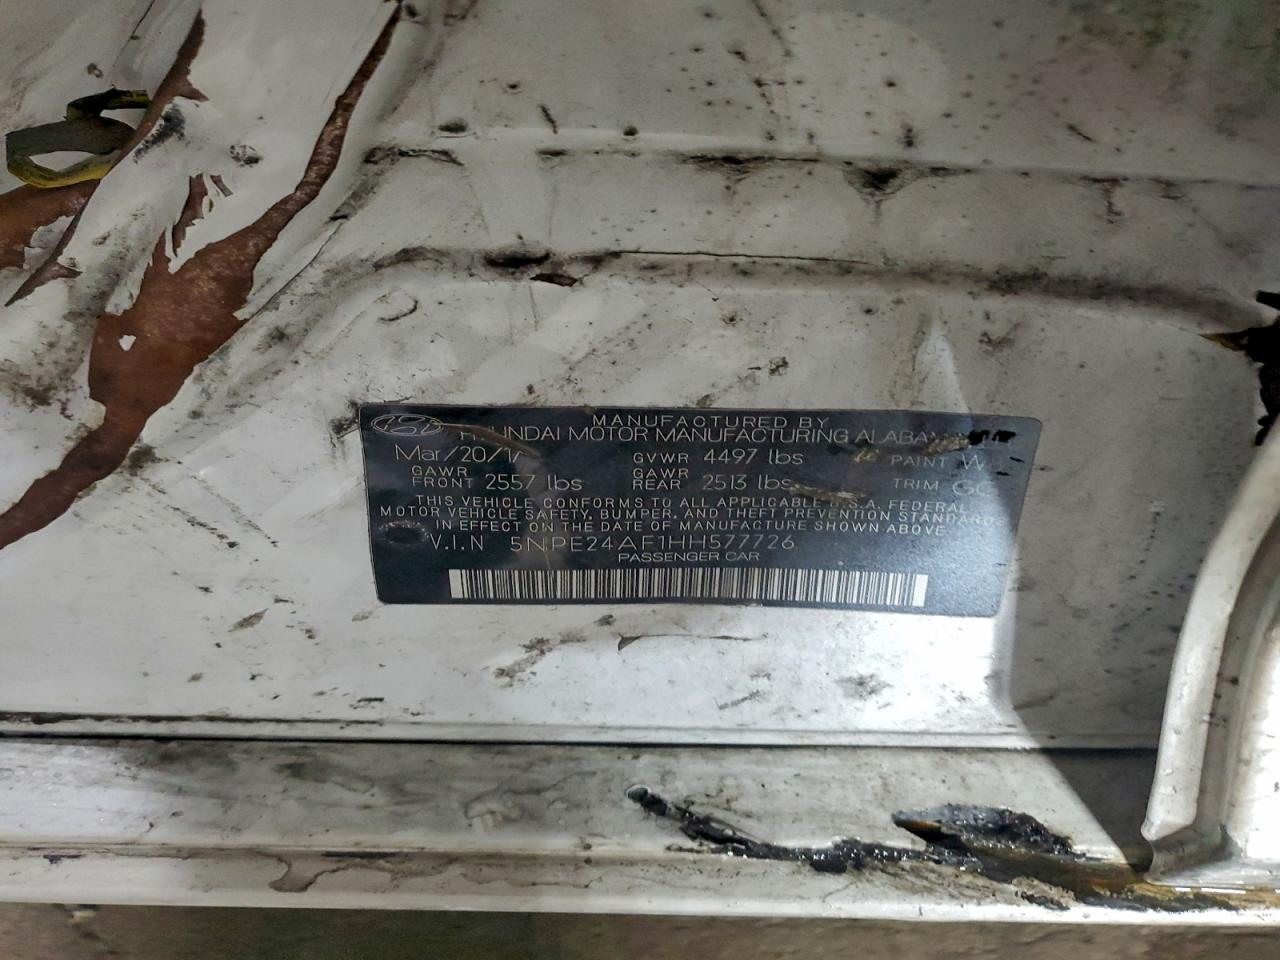 MANUFACTURED BY
HYUNDAI MOTOR MANUFACTURING
Mar/20/1 GVWR 4497 lbs PAINT W
GAWR FRONT 2557 lbs GAWR REAR 2513 lbs TRIM
THIS VEHICLE CONFORMS TO ALL APPLICABLE U.S.A. FEDERAL
MOTOR VEHICLE SAFETY, BUMPER, AND THEFT PREVENTION STANDARDS
IN EFFECT ON THE DATE OF MANUFACTURE SHOWN ABOVE
V.I.N 5NPE24AF1HH577726
PASSENGER CAR